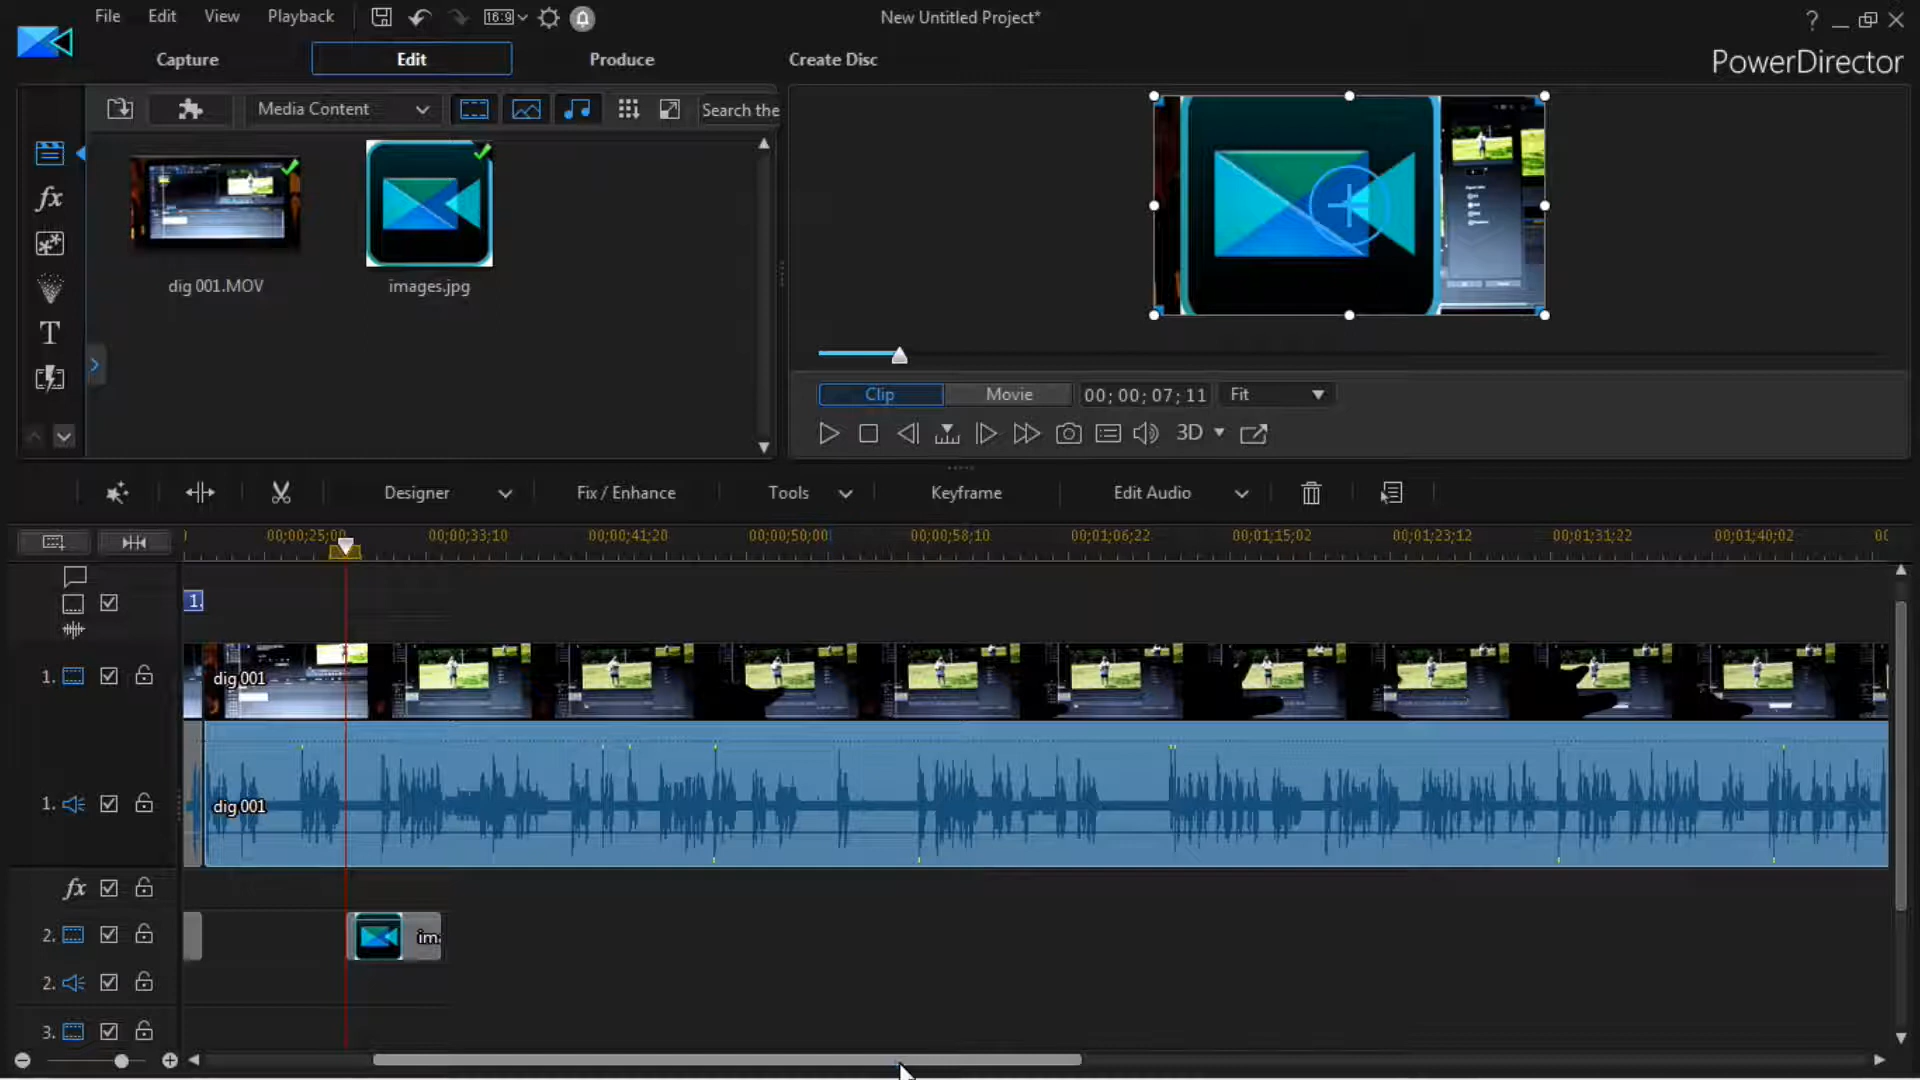 File Edit View Playback 16:9 New Untitled Project* ?
Capture Edit Produce Create Disc PowerDirector
Media Content Search the
fx
dig 001.MOV images.jpg
T
Clip Movie 00; 00; 07; 11 Fit
3D
Designer Fix / Enhance Tools Keyframe Edit Audio
00;00;25;00 00;00;33;10 00;00;41;20 00;00;50;00 00;00;58;10 00;01;06;22 00;01;15;02 00;01;23;12 00;01;31;22 00;01;40;02 00
1.
1. dig 001
1. dig 001
fx
2. ima
2.
3.